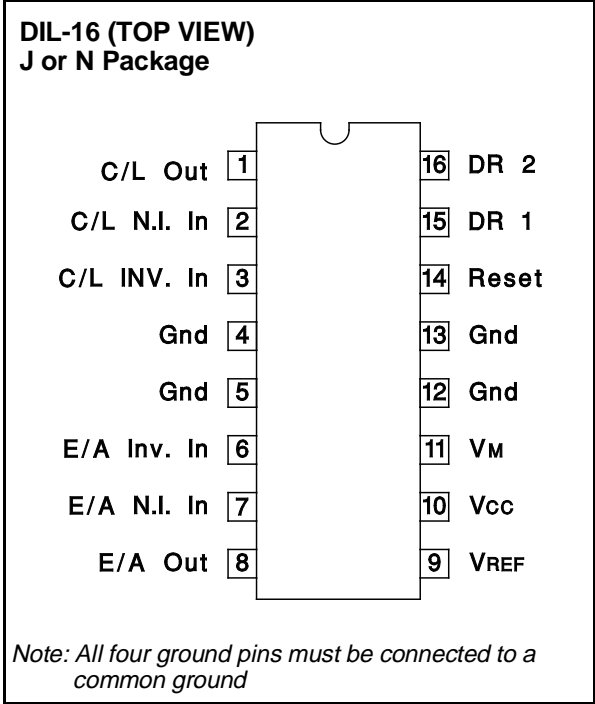 DIL-16 (TOP VIEW)
J or N Package
C/L Out 1 16 DR 2
C/L N.I. In 2 15 DR 1
C/L INV. In 3 14 Reset
Gnd 4 13 Gnd
Gnd 5 12 Gnd
E/A Inv. In 6 11 VM
E/A N.I. In 7 10 Vcc
E/A Out 8 9 VREF
Note: All four ground pins must be connected to a
common ground